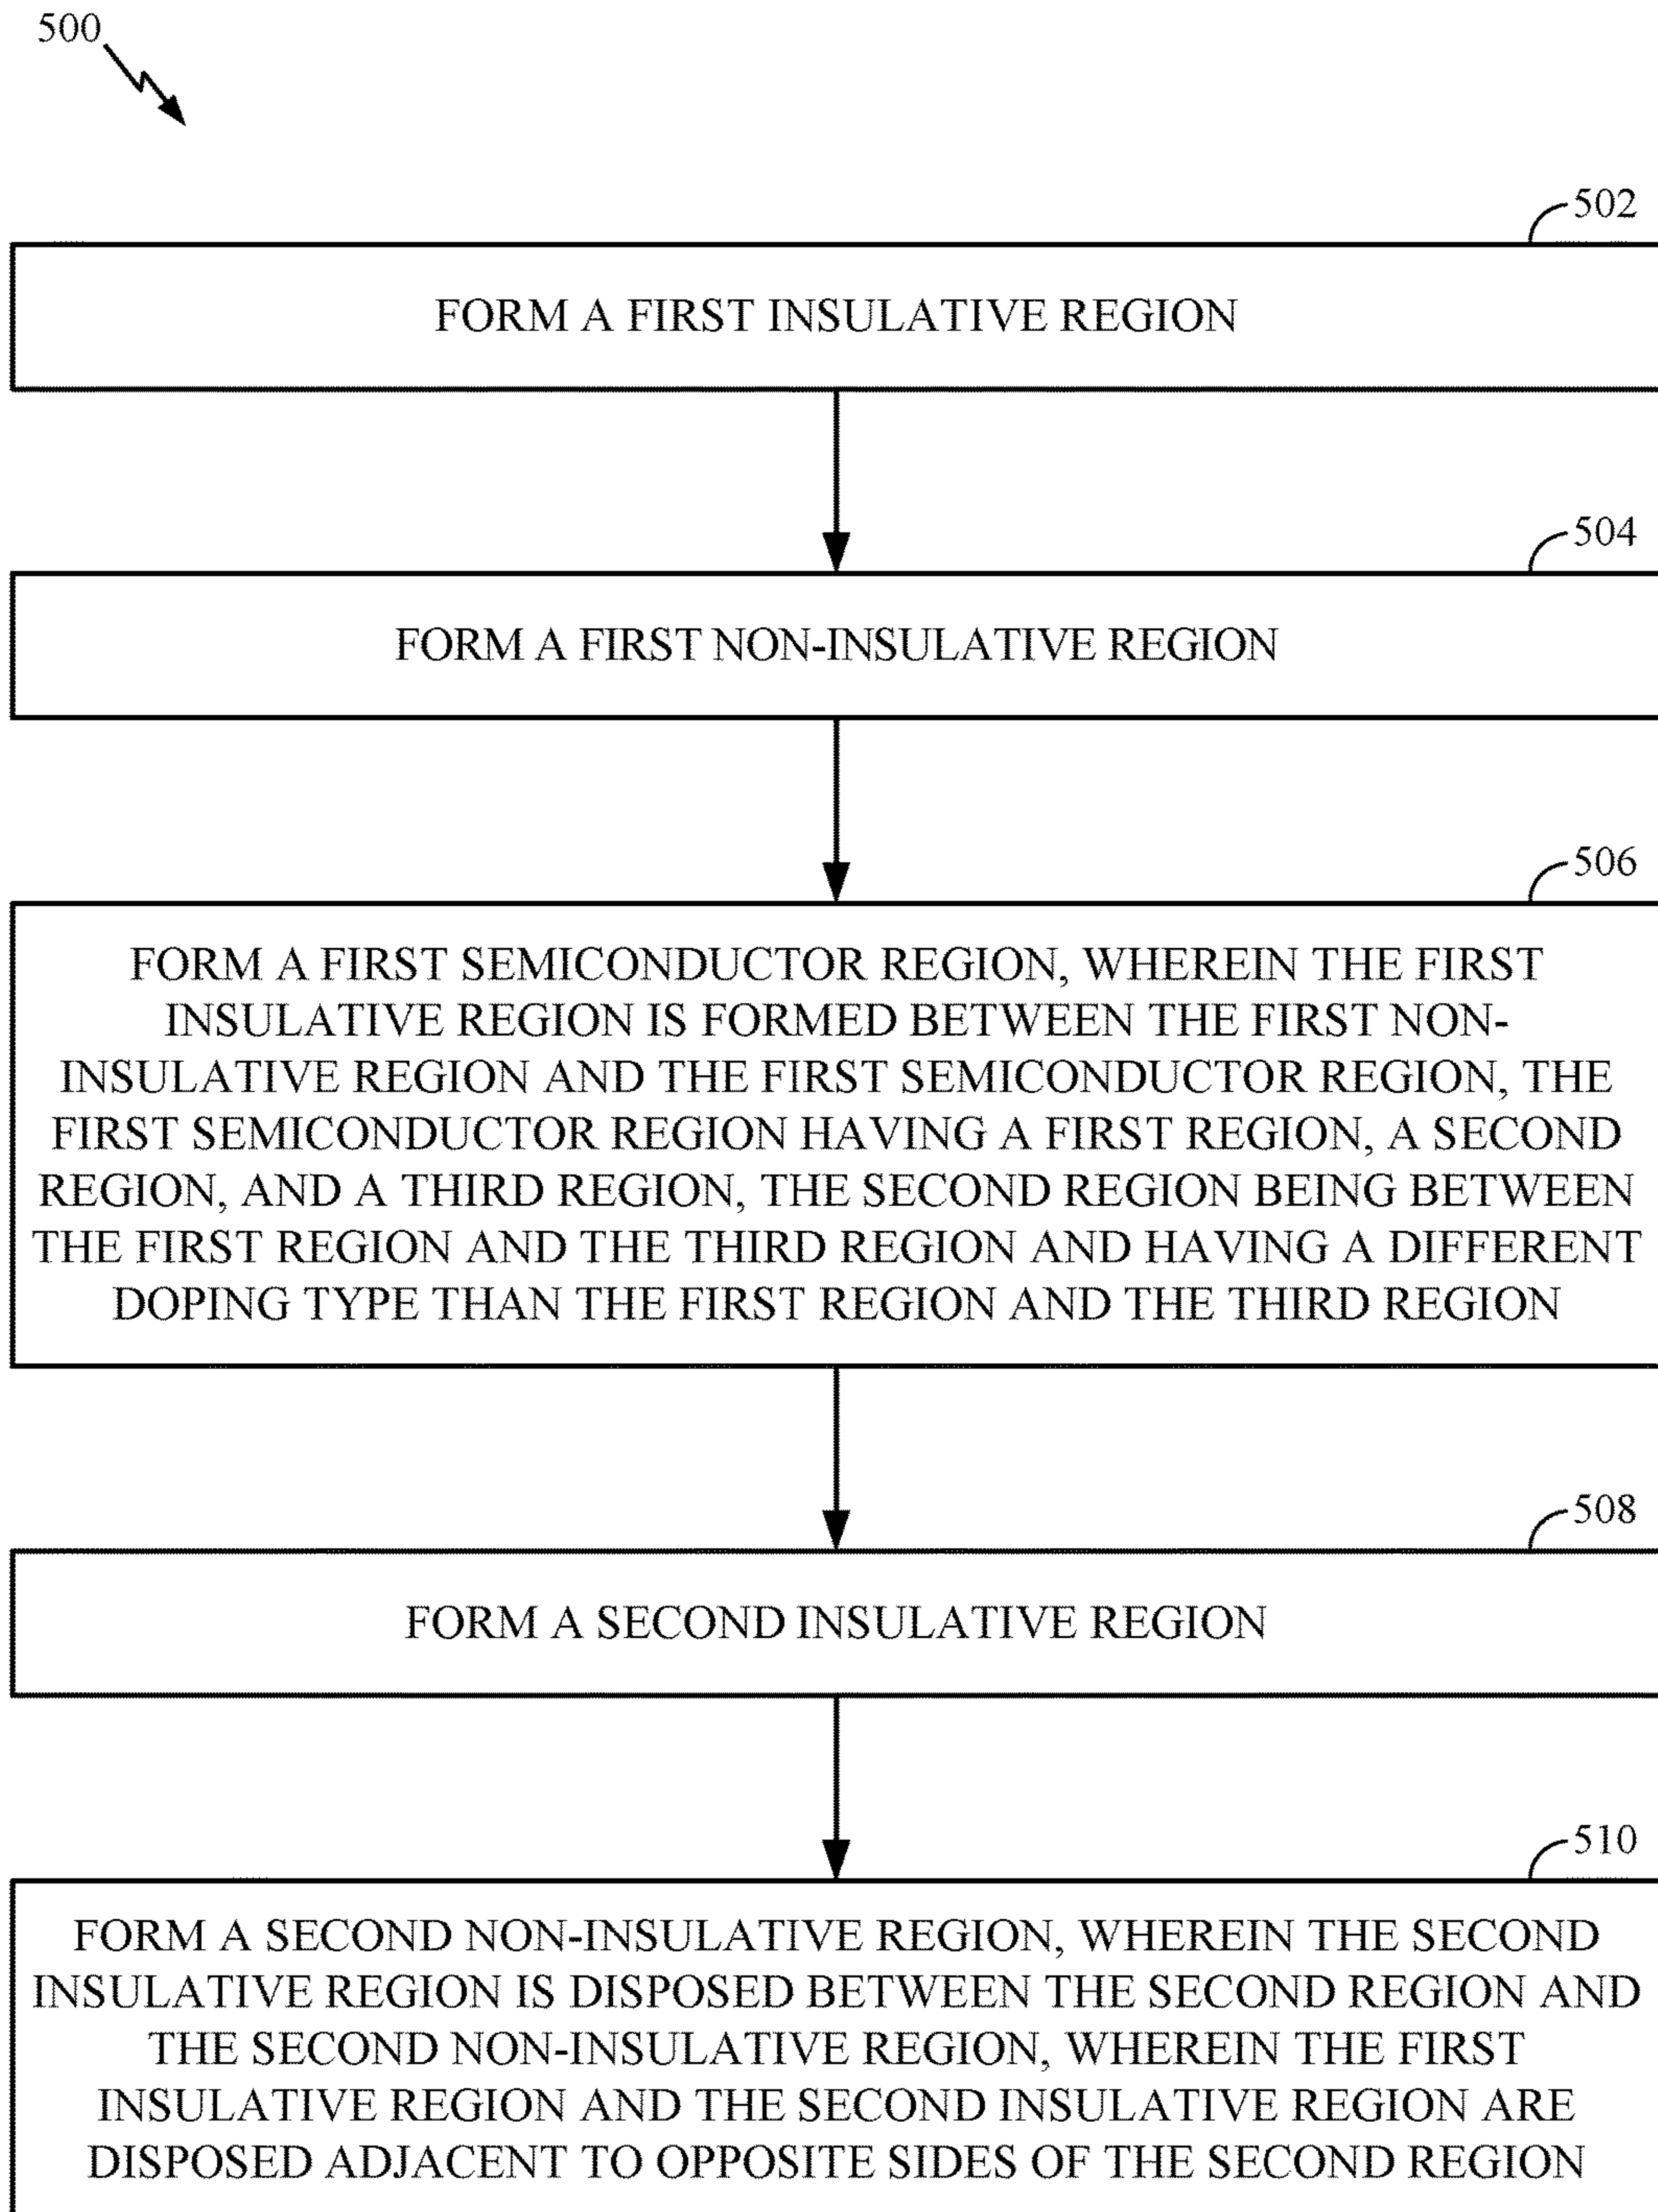 500
502
FORM A FIRST INSULATIVE REGION
504
FORM A FIRST NON-INSULATIVE REGION
506
FORM A FIRST SEMICONDUCTOR REGION, WHEREIN THE FIRST
INSULATIVE REGION IS FORMED BETWEEN THE FIRST NON-
INSULATIVE REGION AND THE FIRST SEMICONDUCTOR REGION, THE
FIRST SEMICONDUCTOR REGION HAVING A FIRST REGION, A SECOND
REGION, AND A THIRD REGION, THE SECOND REGION BEING BETWEEN
THE FIRST REGION AND THE THIRD REGION AND HAVING A DIFFERENT
DOPING TYPE THAN THE FIRST REGION AND THE THIRD REGION
508
FORM A SECOND INSULATIVE REGION
510
FORM A SECOND NON-INSULATIVE REGION, WHEREIN THE SECOND
INSULATIVE REGION IS DISPOSED BETWEEN THE SECOND REGION AND
THE SECOND NON-INSULATIVE REGION, WHEREIN THE FIRST
INSULATIVE REGION AND THE SECOND INSULATIVE REGION ARE
DISPOSED ADJACENT TO OPPOSITE SIDES OF THE SECOND REGION